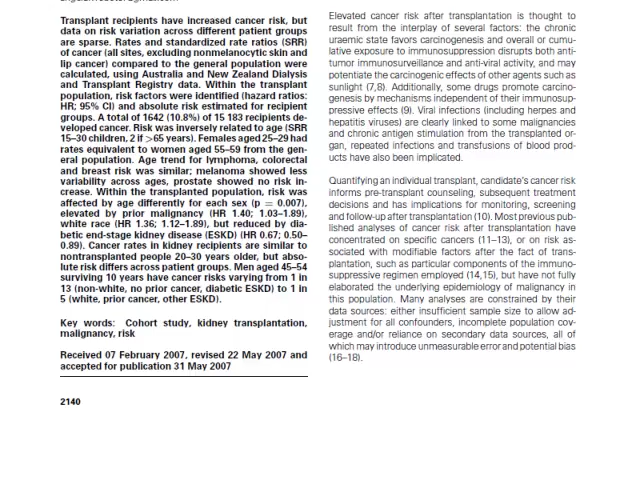 Transplant recipients have increased cancer risk, but
data on risk variation across different patient groups
are sparse. Rates and standardized rate ratios (SRR)
of cancer (all sites, excluding nonmelanotic skin and
lip cancer) compared to the general population were
calculated, using Australia and New Zealand Dialysis
and Transplant Registry data. Within the transplant
population, risk factors were identified (hazard ratios:
HR; 95% CI) and absolute risk estimated for recipient
groups. A total of 1642 (10.8%) of 15 183 recipients de-
veloped cancer. Risk was inversely related to age (SRR
15–30 children, 2 if >65 years). Females aged 25–29 had
rates equivalent to women aged 55–59 from the gen-
eral population. Age trend for lymphoma, colorectal
and breast risk was similar; melanoma showed less
variability across ages, prostate showed no risk in-
crease. Within the transplanted population, risk was
affected by age differently for each sex (p = 0.007),
elevated by prior malignancy (HR 1.40; 1.03–1.89),
white race (HR 1.36; 1.12–1.89), but reduced by dia-
betic end-stage kidney disease (ESKD) (HR 0.67; 0.50–
0.89). Cancer rates in kidney recipients are similar to
nontransplanted people 20–30 years older, but abso-
lute risk differs across patient groups. Men aged 45–54
surviving 10 years have cancer risks varying from 1 in
13 (non-white, no prior cancer, diabetic ESKD) to 1 in
5 (white, prior cancer, other ESKD).
Key words: Cohort study, kidney transplantation,
malignancy, risk
Received 07 February 2007, revised 22 May 2007 and
accepted for publication 31 May 2007
2140
Elevated cancer risk after transplantation is thought to
result from the interplay of several factors: the chronic
uraemic state favors carcinogenesis and overall or cumu-
lative exposure to immunosuppression disrupts both anti-
tumor immunosurveillance and anti-viral activity, and may
potentiate the carcinogenic effects of other agents such as
sunlight (7,8). Additionally, some drugs promote carcino-
genesis by mechanisms independent of their immunosup-
pressive effects (9). Viral infections (including herpes and
hepatitis viruses) are clearly linked to some malignancies
and chronic antigen stimulation from the transplanted or-
gan, repeated infections and transfusions of blood prod-
ucts have also been implicated.
Quantifying an individual transplant, candidate's cancer risk
informs pre-transplant counseling, subsequent treatment
decisions and has implications for monitoring, screening
and follow-up after transplantation (10). Most previous pub-
lished analyses of cancer risk after transplantation have
concentrated on specific cancers (11–13), or on risk as-
sociated with modifiable factors after the fact of trans-
plantation, such as particular components of the immuno-
suppressive regimen employed (14,15), but have not fully
elaborated the underlying epidemiology of malignancy in
this population. Many analyses are constrained by their
data sources: either insufficient sample size to allow ad-
justment for all confounders, incomplete population cov-
erage and/or reliance on secondary data sources, all of
which may introduce unmeasurable error and potential bias
(16–18).